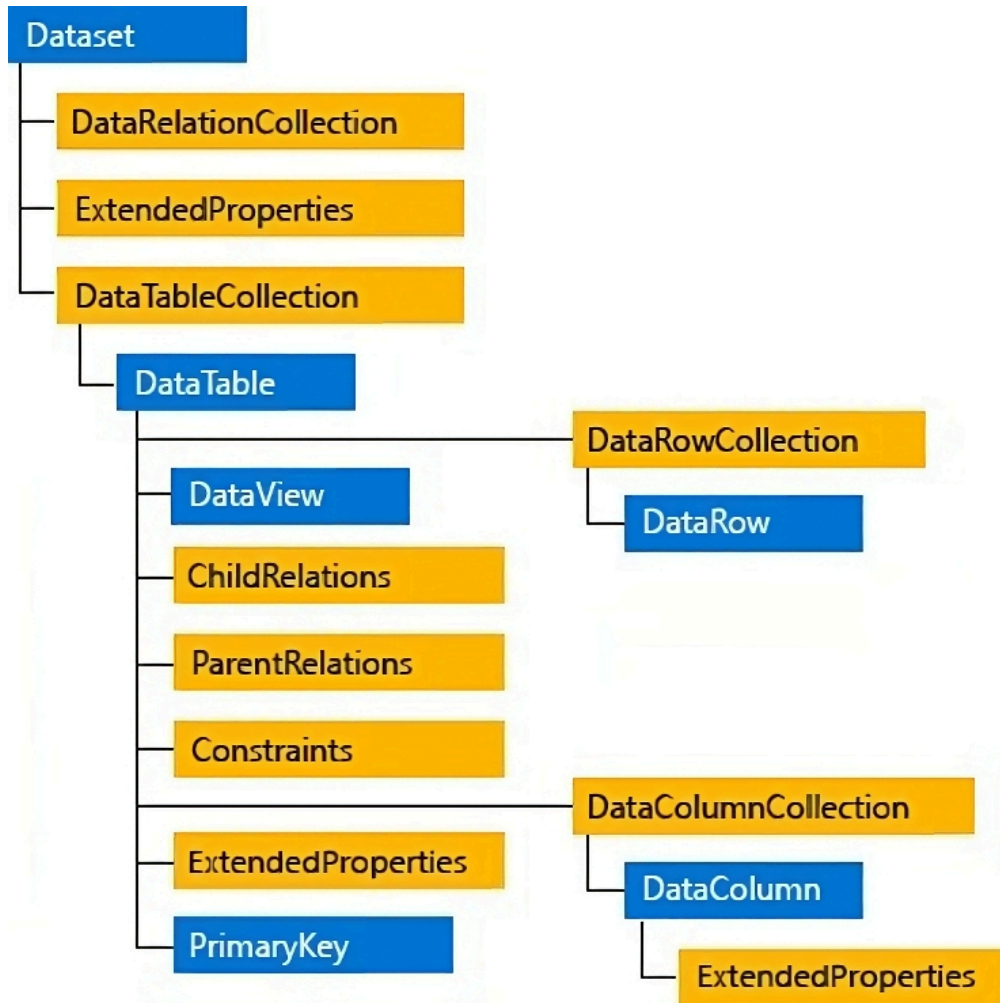 Dataset
DataRelationCollection
ExtendedProperties
DataTableCollection
DataTable
DataRowCollection
DataView
DataRow
ChildRelations
ParentRelations
Constraints
DataColumnCollection
ExtendedProperties
DataColumn
PrimaryKey
ExtendedProperties